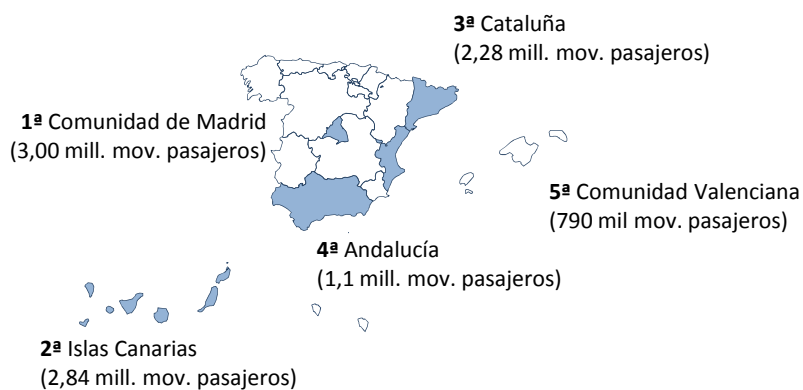 3ª Cataluña
(2,28 mill. mov. pasajeros)
1ª Comunidad de Madrid
(3,00 mill. mov. pasajeros)
5ª Comunidad Valenciana
(790 mil mov. pasajeros)
4ª Andalucía
(1,1 mill. mov. pasajeros)
2ª Islas Canarias
(2,84 mill. mov. pasajeros)